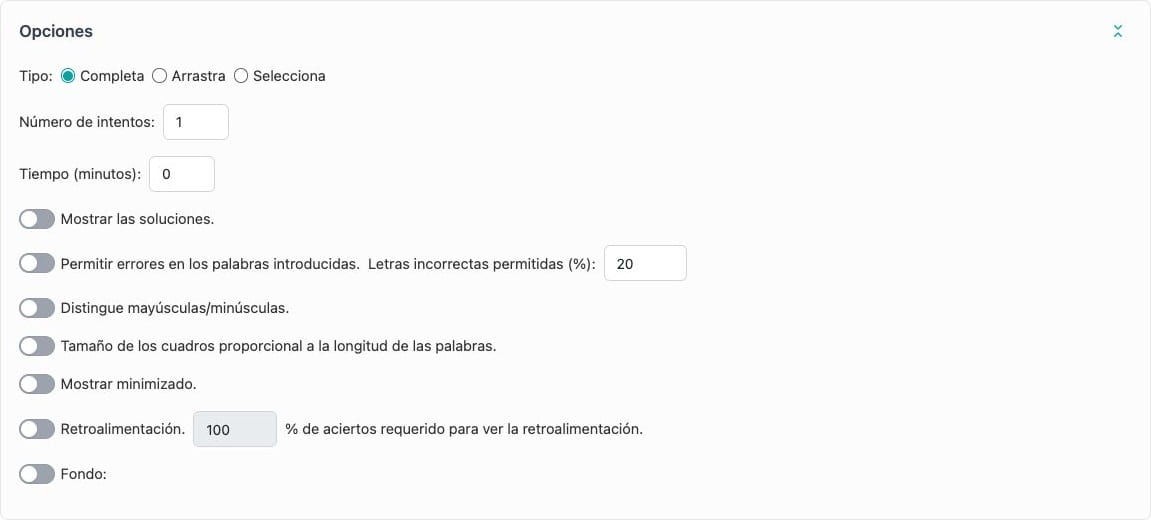 Opciones
Tipo: Completa Arrastra Selecciona
Número de intentos: 1
Tiempo (minutos): 0
Mostrar las soluciones.
Permitir errores en los palabras introducidas. Letras incorrectas permitidas (%): 20
Distingue mayúsculas/minúsculas.
Tamaño de los cuadros proporcional a la longitud de las palabras.
Mostrar minimizado.
Retroalimentación. 100 % de aciertos requerido para ver la retroalimentación.
Fondo: